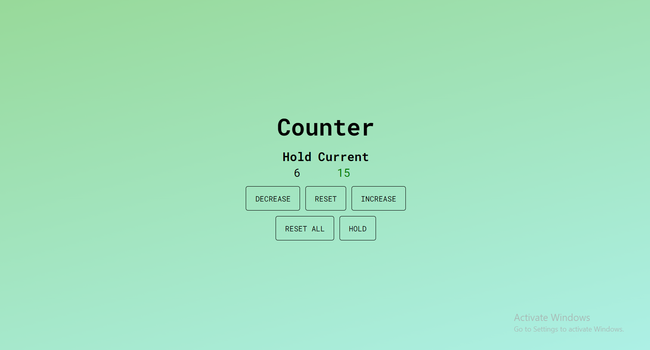 Counter
Hold Current
6 15
DECREASE RESET INCREASE
RESET ALL HOLD
Activate Windows
Go to Settings to activate Windows.